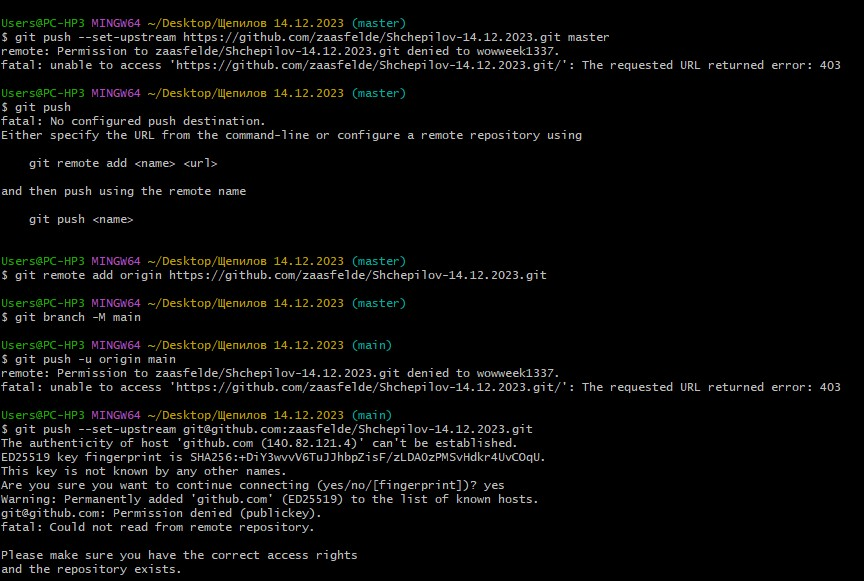 Users@PC-HP3 MINGW64 ~/Desktop/Щепилов 14.12.2023 (master)
$ git push --set-upstream https://github.com/zaasfelde/Shchepilov-14.12.2023.git master
remote: Permission to zaasfelde/Shchepilov-14.12.2023.git denied to wowweek1337.
fatal: unable to access 'https://github.com/zaasfelde/Shchepilov-14.12.2023.git/': The requested URL returned error: 403
Users@PC-HP3 MINGW64 ~/Desktop/Щепилов 14.12.2023 (master)
$ git push
fatal: No configured push destination.
Either specify the URL from the command-line or configure a remote repository using
git remote add <name> <url>
and then push using the remote name
git push <name>
Users@PC-HP3 MINGW64 ~/Desktop/Щепилов 14.12.2023 (master)
$ git remote add origin https://github.com/zaasfelde/Shchepilov-14.12.2023.git
Users@PC-HP3 MINGW64 ~/Desktop/Щепилов 14.12.2023 (master)
$ git branch -M main
Users@PC-HP3 MINGW64 ~/Desktop/Щепилов 14.12.2023 (main)
$ git push -u origin main
remote: Permission to zaasfelde/Shchepilov-14.12.2023.git denied to wowweek1337.
fatal: unable to access 'https://github.com/zaasfelde/Shchepilov-14.12.2023.git/': The requested URL returned error: 403
Users@PC-HP3 MINGW64 ~/Desktop/Щепилов 14.12.2023 (main)
$ git push --set-upstream git@github.com:zaasfelde/Shchepilov-14.12.2023.git
The authenticity of host 'github.com (140.82.121.4)' can't be established.
ED25519 key fingerprint is SHA256:+DiY3wvvV6TuJJhbpZisF/zLDA0zPMSvHdkr4UvCOqU.
This key is not known by any other names.
Are you sure you want to continue connecting (yes/no/[fingerprint])? yes
Warning: Permanently added 'github.com' (ED25519) to the list of known hosts.
git@github.com: Permission denied (publickey).
fatal: Could not read from remote repository.
Please make sure you have the correct access rights
and the repository exists.